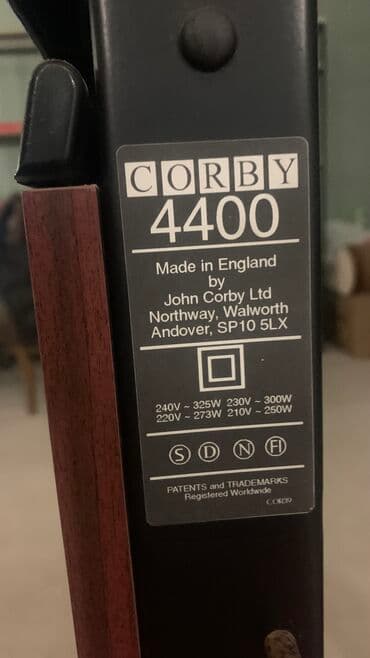 CORBY
4400
Made in England
by
John Corby Ltd
Northway, Walworth
Andover, SP10 5LX
240V ~ 325W 230V ~ 300W
220V ~ 273W 210V ~ 250W
S D N FI
PATENTS and TRADEMARKS
Registered Worldwide
COR39